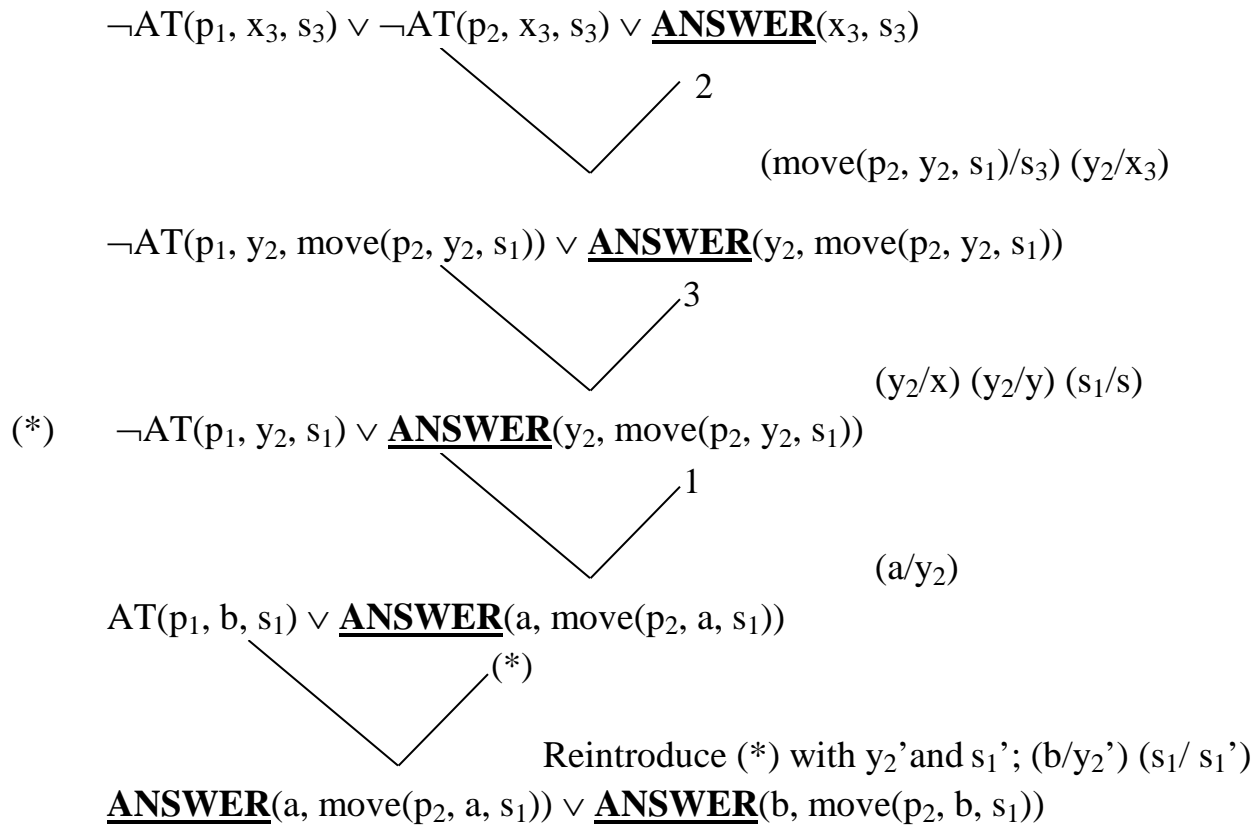 ¬AT(p₁, x₃, s₃) ∨ ¬AT(p₂, x₃, s₃) ∨ ANSWER(x₃, s₃)
2
(move(p₂, y₂, s₁)/s₃) (y₂/x₃)
¬AT(p₁, y₂, move(p₂, y₂, s₁)) ∨ ANSWER(y₂, move(p₂, y₂, s₁))
3
(y₂/x) (y₂/y) (s₁/s)
(*) ¬AT(p₁, y₂, s₁) ∨ ANSWER(y₂, move(p₂, y₂, s₁))
1
(a/y₂)
AT(p₁, b, s₁) ∨ ANSWER(a, move(p₂, a, s₁))
(*)
Reintroduce (*) with y₂’and s₁’; (b/y₂’) (s₁/ s₁’)
ANSWER(a, move(p₂, a, s₁)) ∨ ANSWER(b, move(p₂, b, s₁))